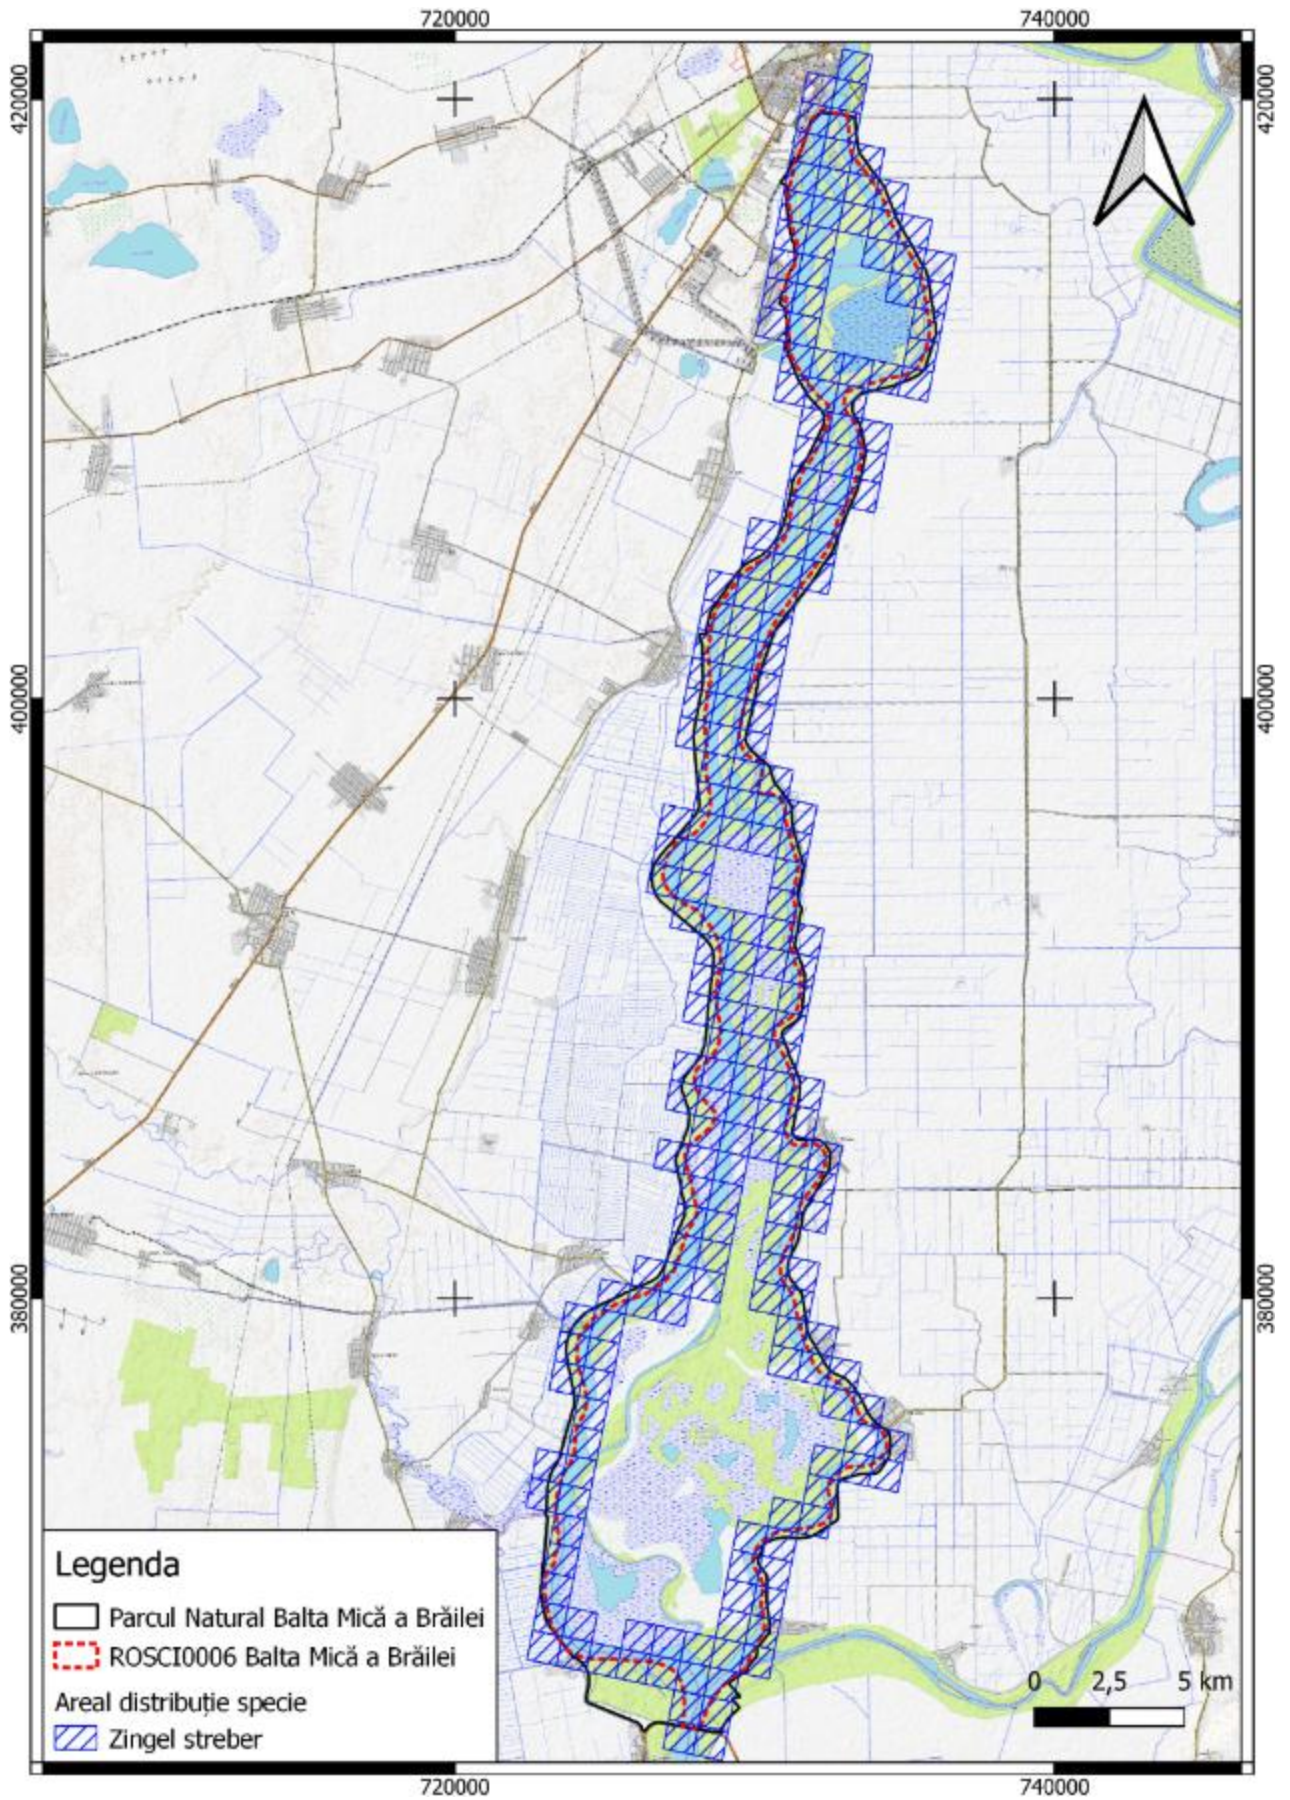 720000
740000
420000
420000
400000
400000
380000
380000
Legenda
Parcul Natural Balta Mică a Brăilei
ROSCI0006 Balta Mică a Brăilei
Areal distribuție specie
Zingel streber
0 2,5 5 km
720000
740000